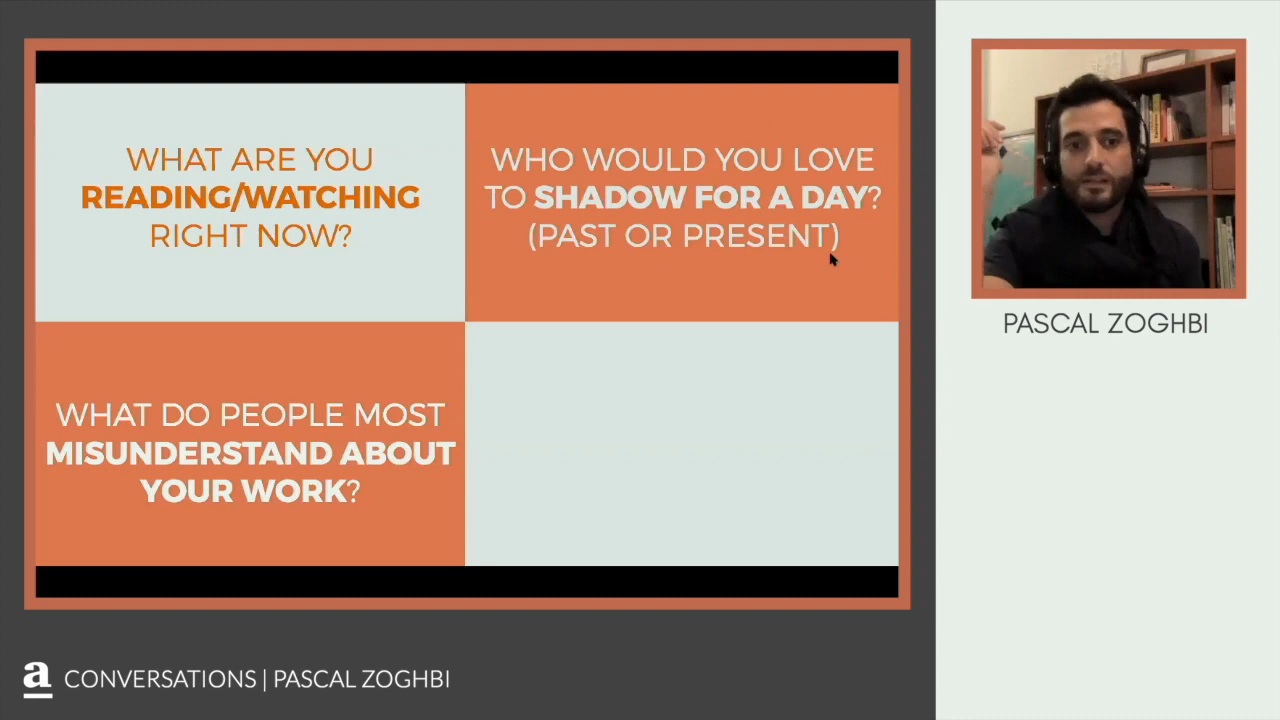 WHAT ARE YOU
READING/WATCHING
RIGHT NOW?
WHO WOULD YOU LOVE
TO SHADOW FOR A DAY?
(PAST OR PRESENT)
WHAT DO PEOPLE MOST
MISUNDERSTAND ABOUT
YOUR WORK?
PASCAL ZOGHBI
a CONVERSATIONS | PASCAL ZOGHBI